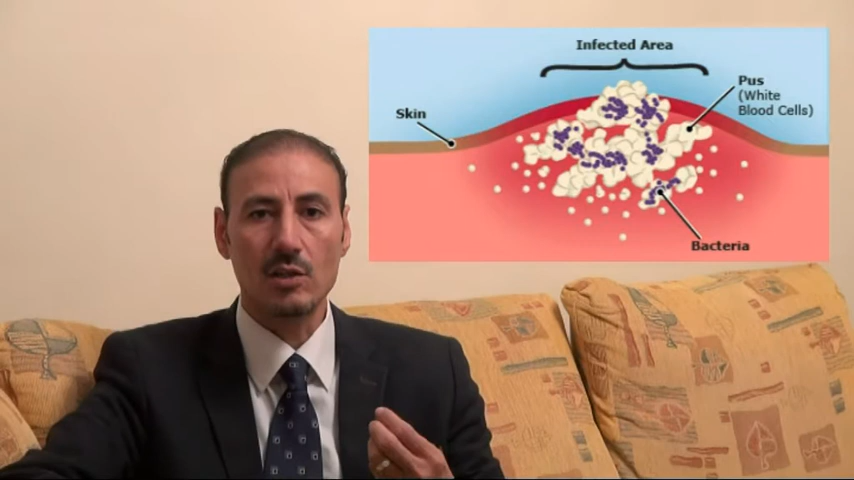 Infected Area
Pus
(White
Blood Cells)
Skin
Bacteria